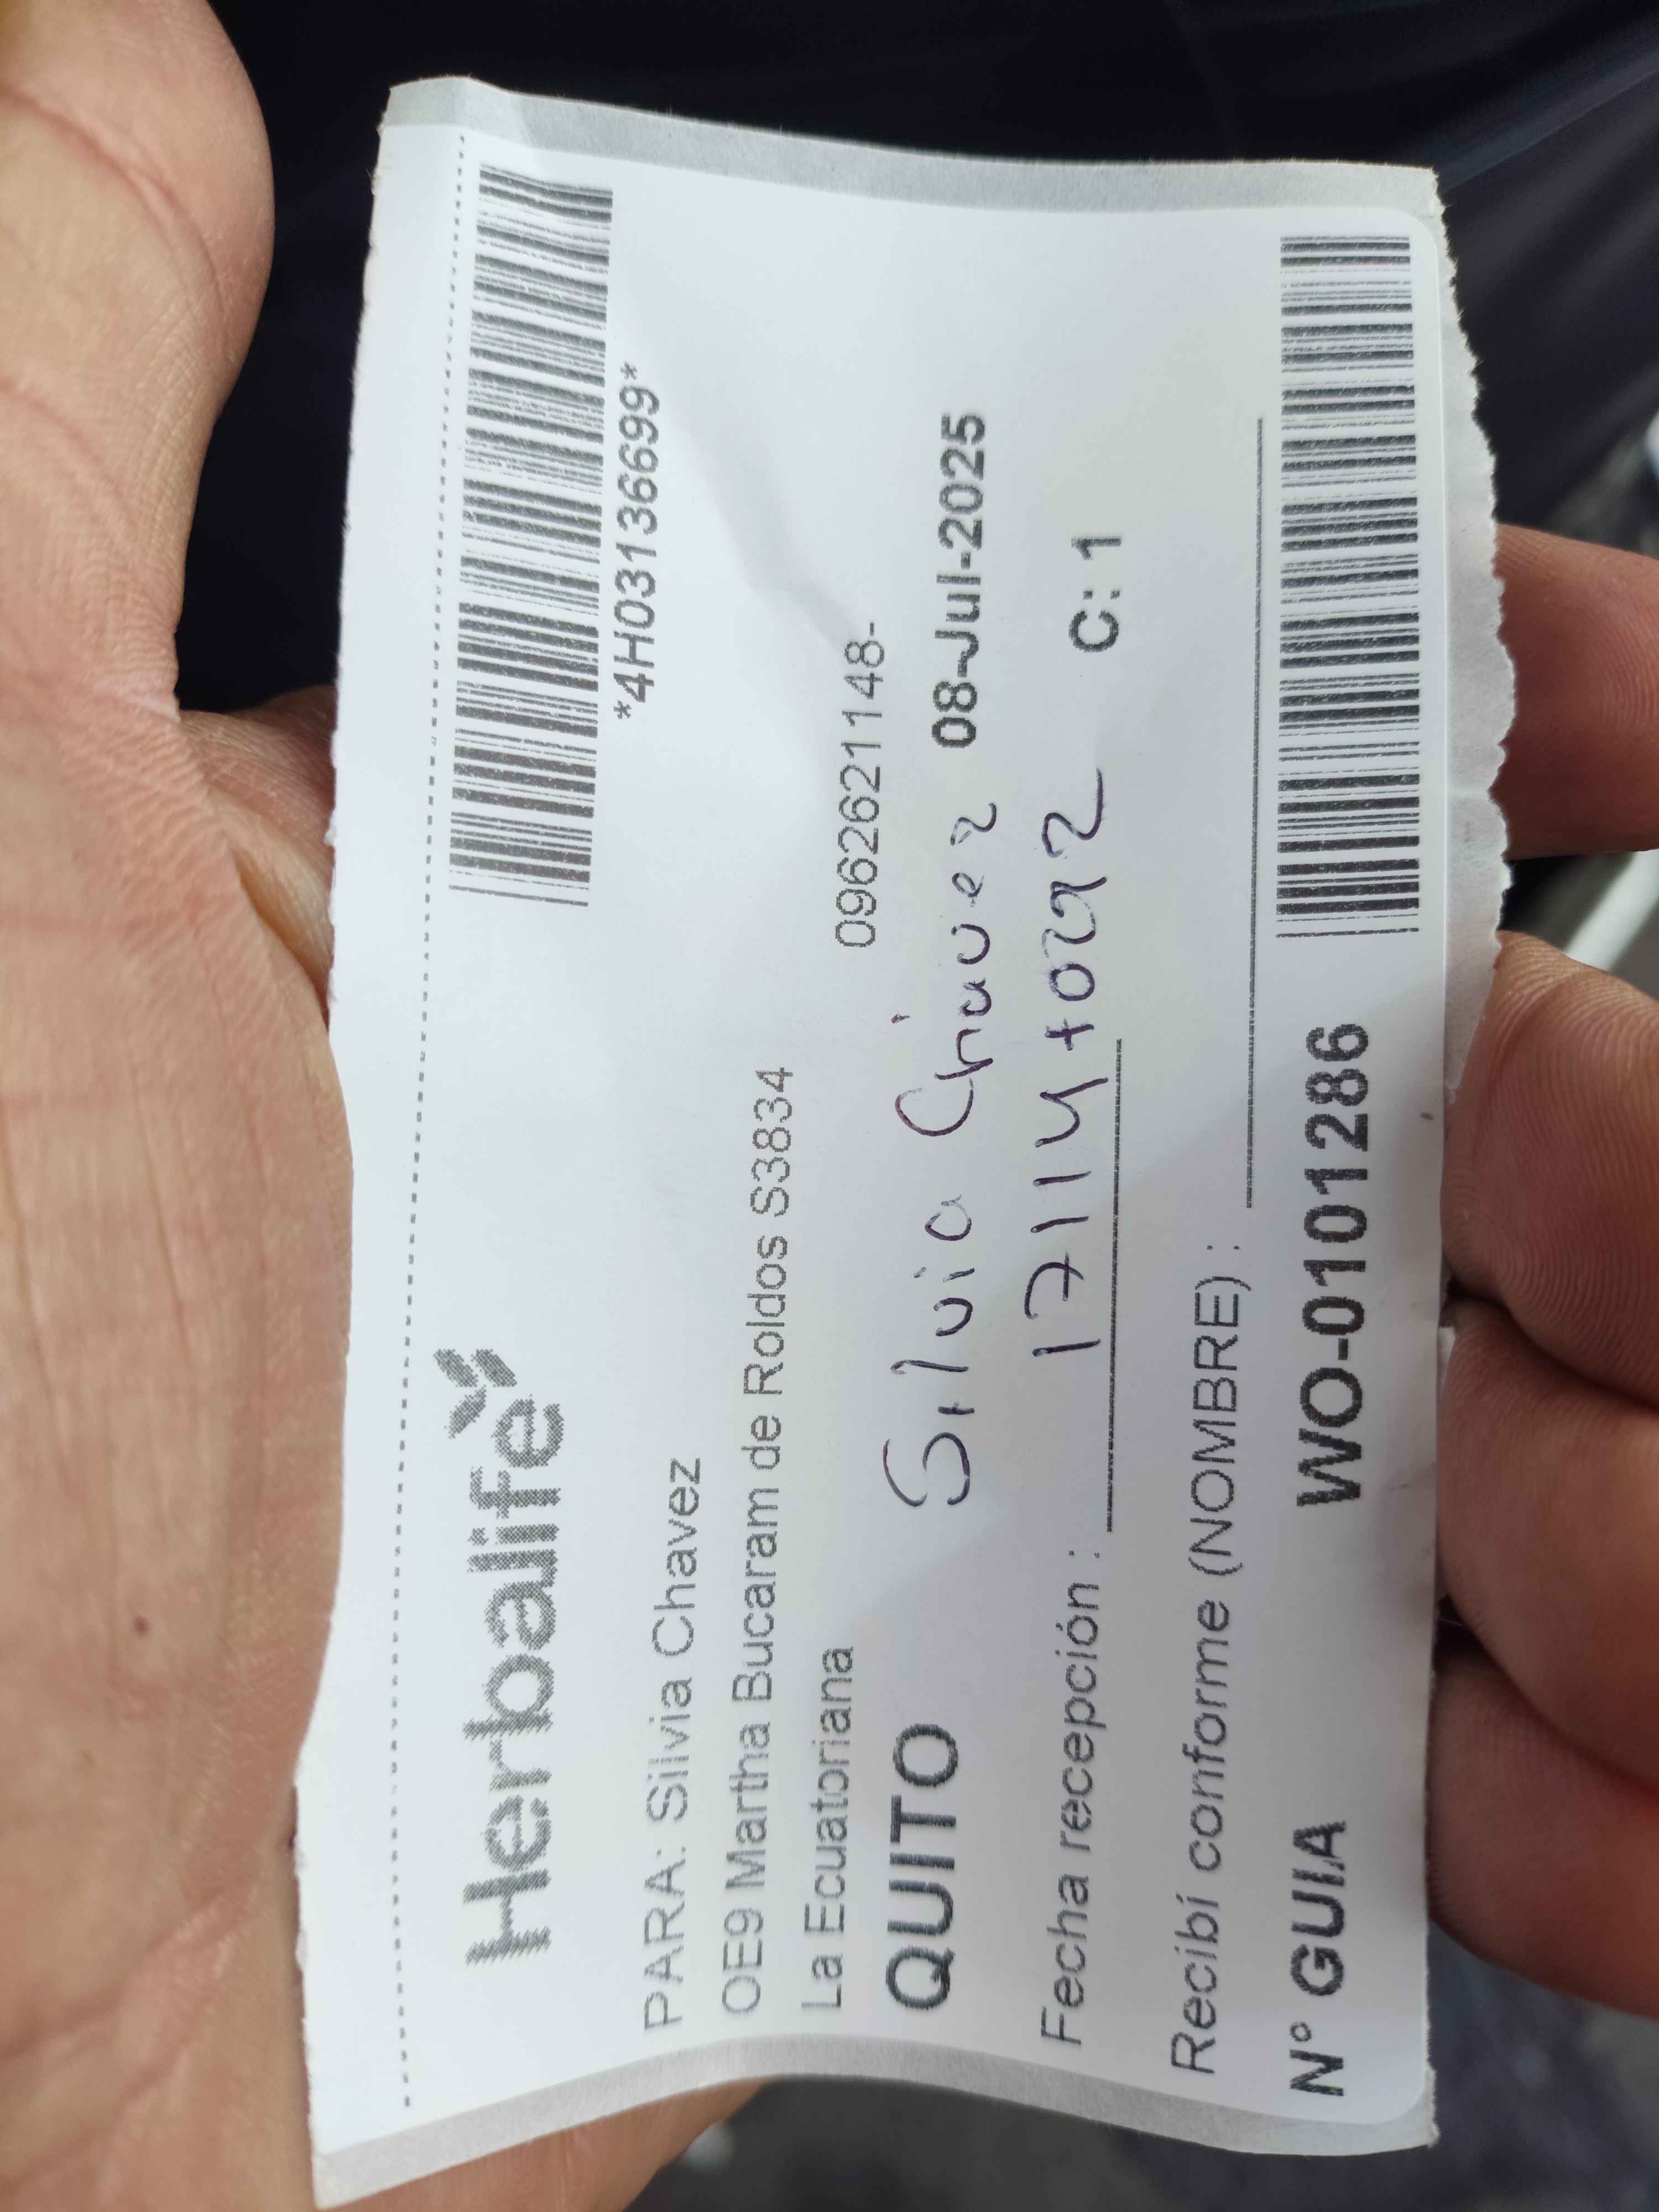 Herbalife
*4H03136699*
PARA: Silvia Chavez
OE9 Martha Bucaram de Roldos S3834
La Ecuatoriana
0962621148-
QUITO
Silvia Chavez
08-Jul-2025
Fecha recepción :
C: 1
Recibí conforme (NOMBRE) :
N° GUIA WO-0101286